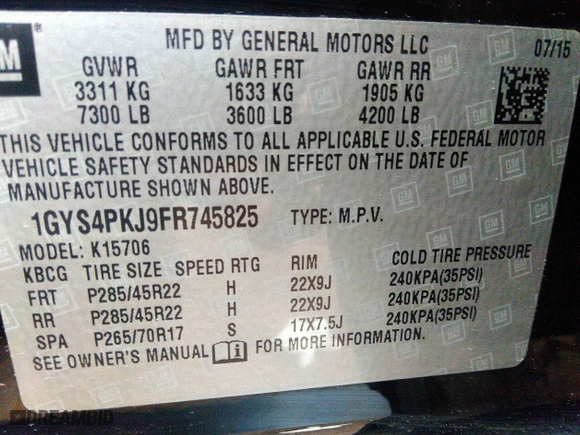 GM
MFD BY GENERAL MOTORS LLC 07/15
GVWR GAWR FRT GAWR RR
3311 KG 1633 KG 1905 KG
7300 LB 3600 LB 4200 LB
THIS VEHICLE CONFORMS TO ALL APPLICABLE U.S. FEDERAL MOTOR
VEHICLE SAFETY STANDARDS IN EFFECT ON THE DATE OF
MANUFACTURE SHOWN ABOVE.
1GYS4PKJ9FR745825 TYPE: M.P.V.
MODEL: K15706
KBCG TIRE SIZE SPEED RTG RIM COLD TIRE PRESSURE
FRT P285/45R22 H 22X9J 240KPA(35PSI)
RR P285/45R22 H 22X9J 240KPA(35PSI)
SPA P265/70R17 S 17X7.5J 240KPA(35PSI)
SEE OWNER'S MANUAL i FOR MORE INFORMATION.
DREAMBID